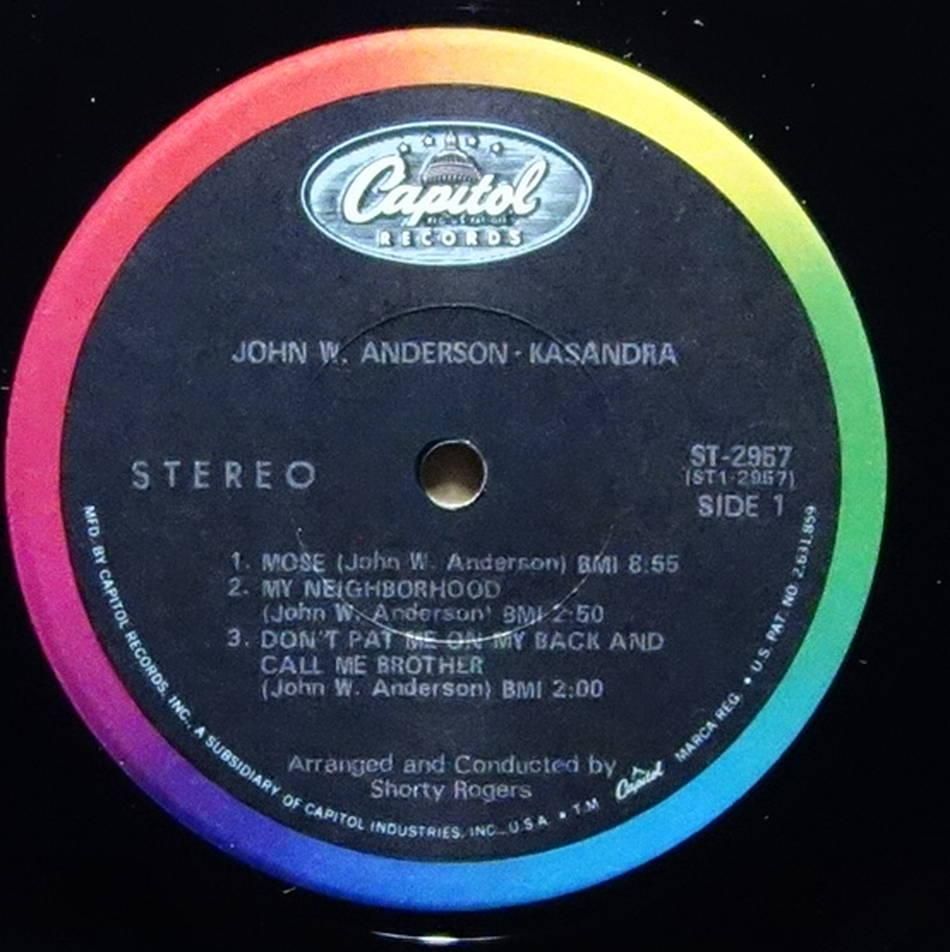 Capitol
REG. U.S. PAT. OFF.
RECORDS
JOHN W. ANDERSON · KASANDRA
STEREO
ST-2957
(ST1-2957)
SIDE 1
1. MOSE (John W. Anderson) BMI 8:55
2. MY NEIGHBORHOOD
(John W. Anderson) BMI 2:50
3. DON'T PAT ME ON MY BACK AND
CALL ME BROTHER
(John W. Anderson) BMI 2:00
Arranged and Conducted by
Shorty Rogers
MFD. BY CAPITOL RECORDS, INC., A SUBSIDIARY OF CAPITOL INDUSTRIES, INC., U.S.A. • T.M. Capitol MARCA REG. • U.S. PAT. NO. 2,631,859